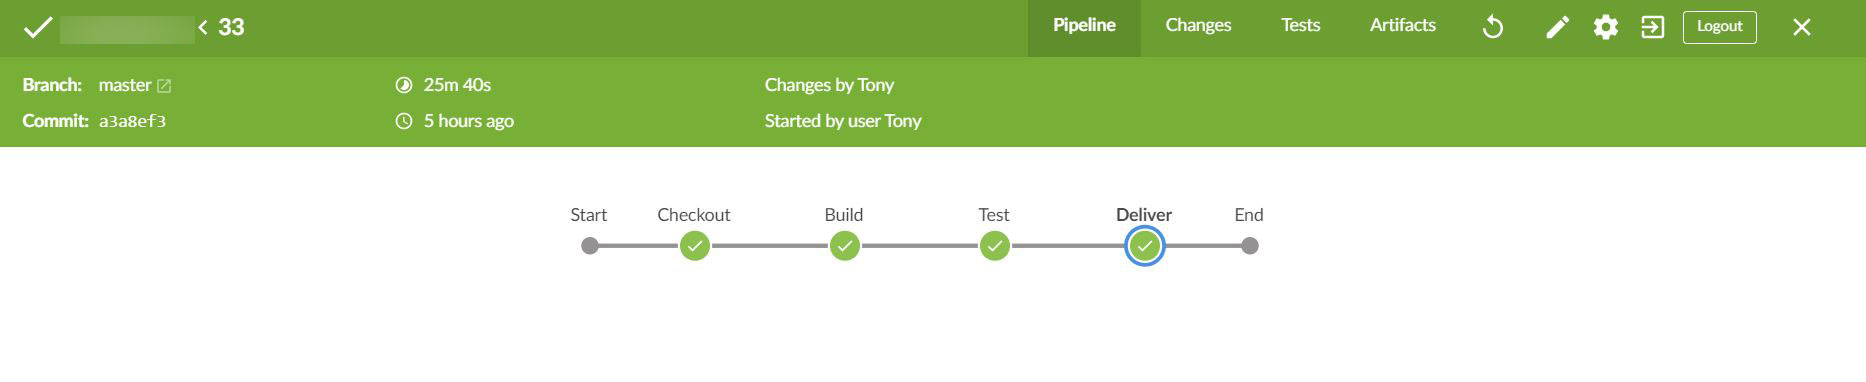 33 Pipeline Changes Tests Artifacts Logout
Branch: master 25m 40s Changes by Tony
Commit: a3a8ef3 5 hours ago Started by user Tony
Start Checkout Build Test Deliver End